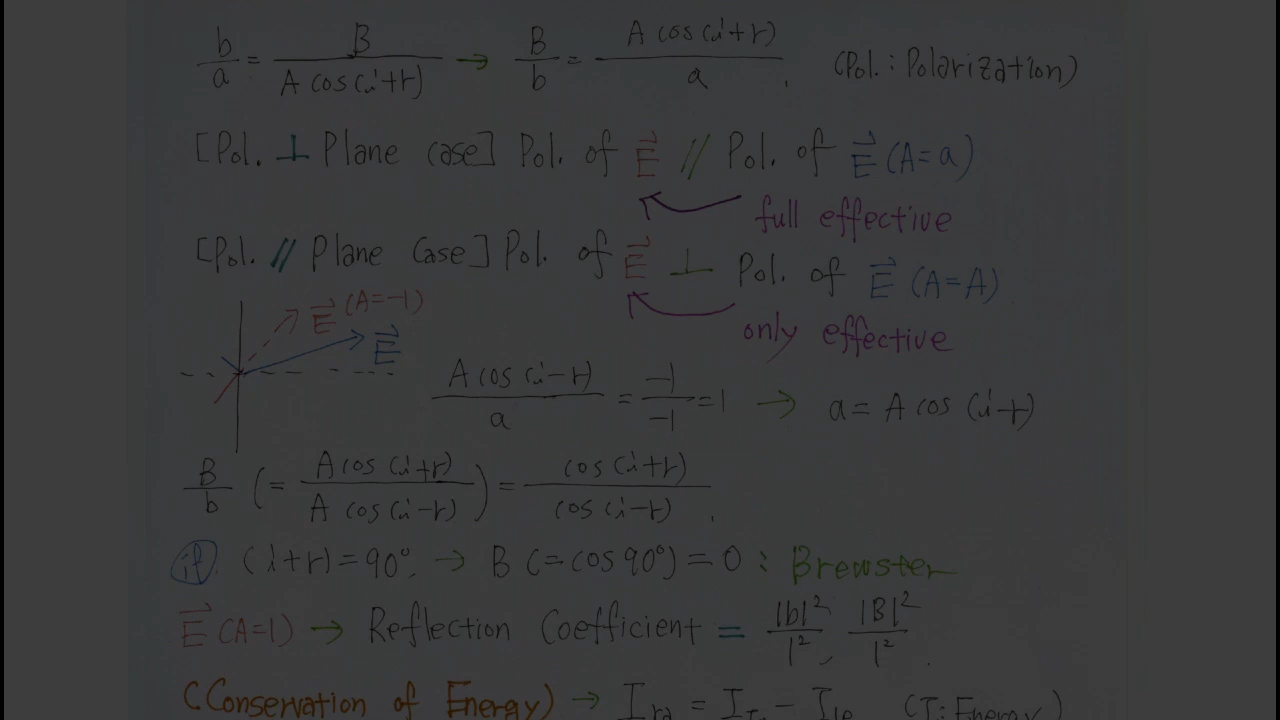 b/a = B/(A cos(i+r)) → B/b = (A cos(i+r))/a. (Pol.: Polarization)
[Pol. ⊥ Plane case] Pol. of E⃗ // Pol. of E⃗ (A=a)
full effective
[Pol. // Plane case] Pol. of E⃗ ⊥ Pol. of E⃗ (A=A)
only effective
E⃗ (A=-1)
E⃗
(A cos(i-r))/a = -1/-1 = 1 → a = A cos(i-r)
B/b (= (A cos(i+r))/(A cos(i-r))) = cos(i+r)/cos(i-r).
if (i+r)=90°. → B (=cos 90°) = 0 : Brewster
E⃗ (A=1) → Reflection Coefficient = |b|²/1², |B|²/1².
(Conservation of Energy) → = - (I: Energy)